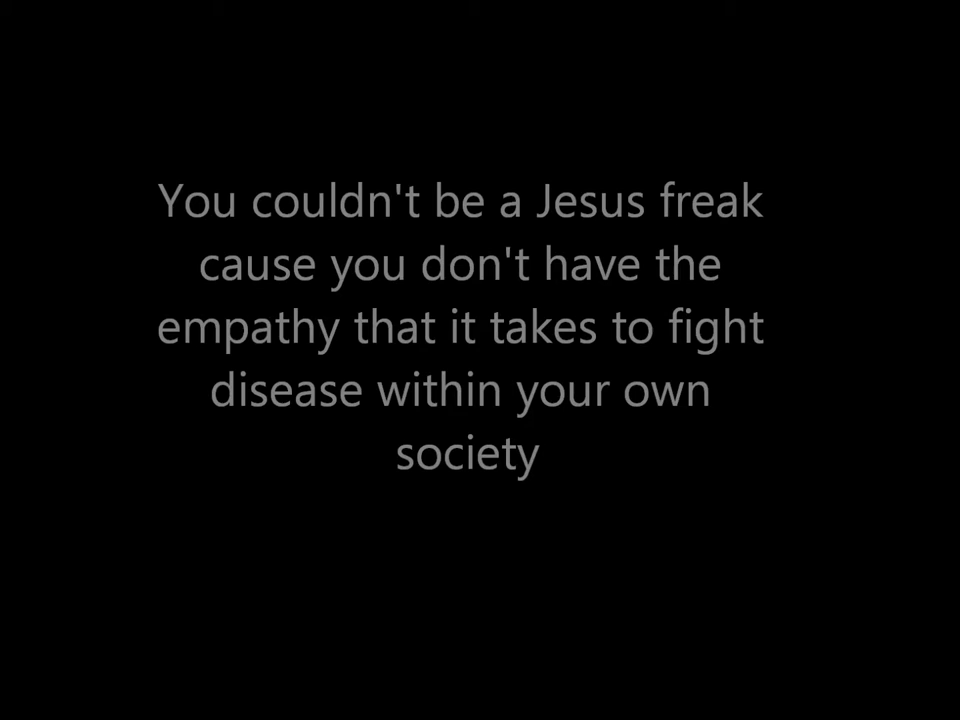 You couldn't be a Jesus freak
cause you don't have the
empathy that it takes to fight
disease within your own
society